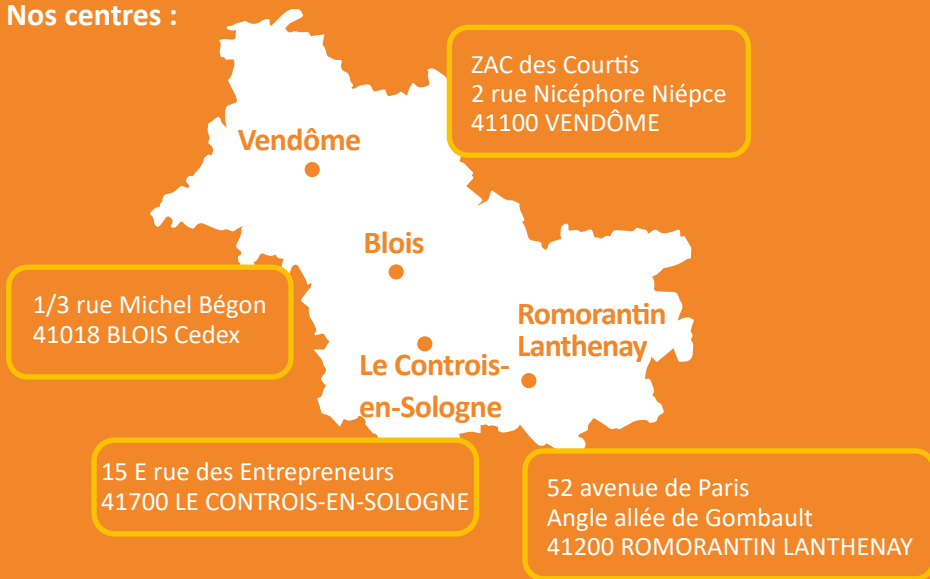 Nos centres :
ZAC des Courtis
2 rue Nicéphore Niépce
41100 VENDÔME
Vendôme
Blois
1/3 rue Michel Bégon
41018 BLOIS Cedex
Romorantin
Lanthenay
Le Controis-
en-Sologne
15 E rue des Entrepreneurs
41700 LE CONTROIS-EN-SOLOGNE
52 avenue de Paris
Angle allée de Gombault
41200 ROMORANTIN LANTHENAY